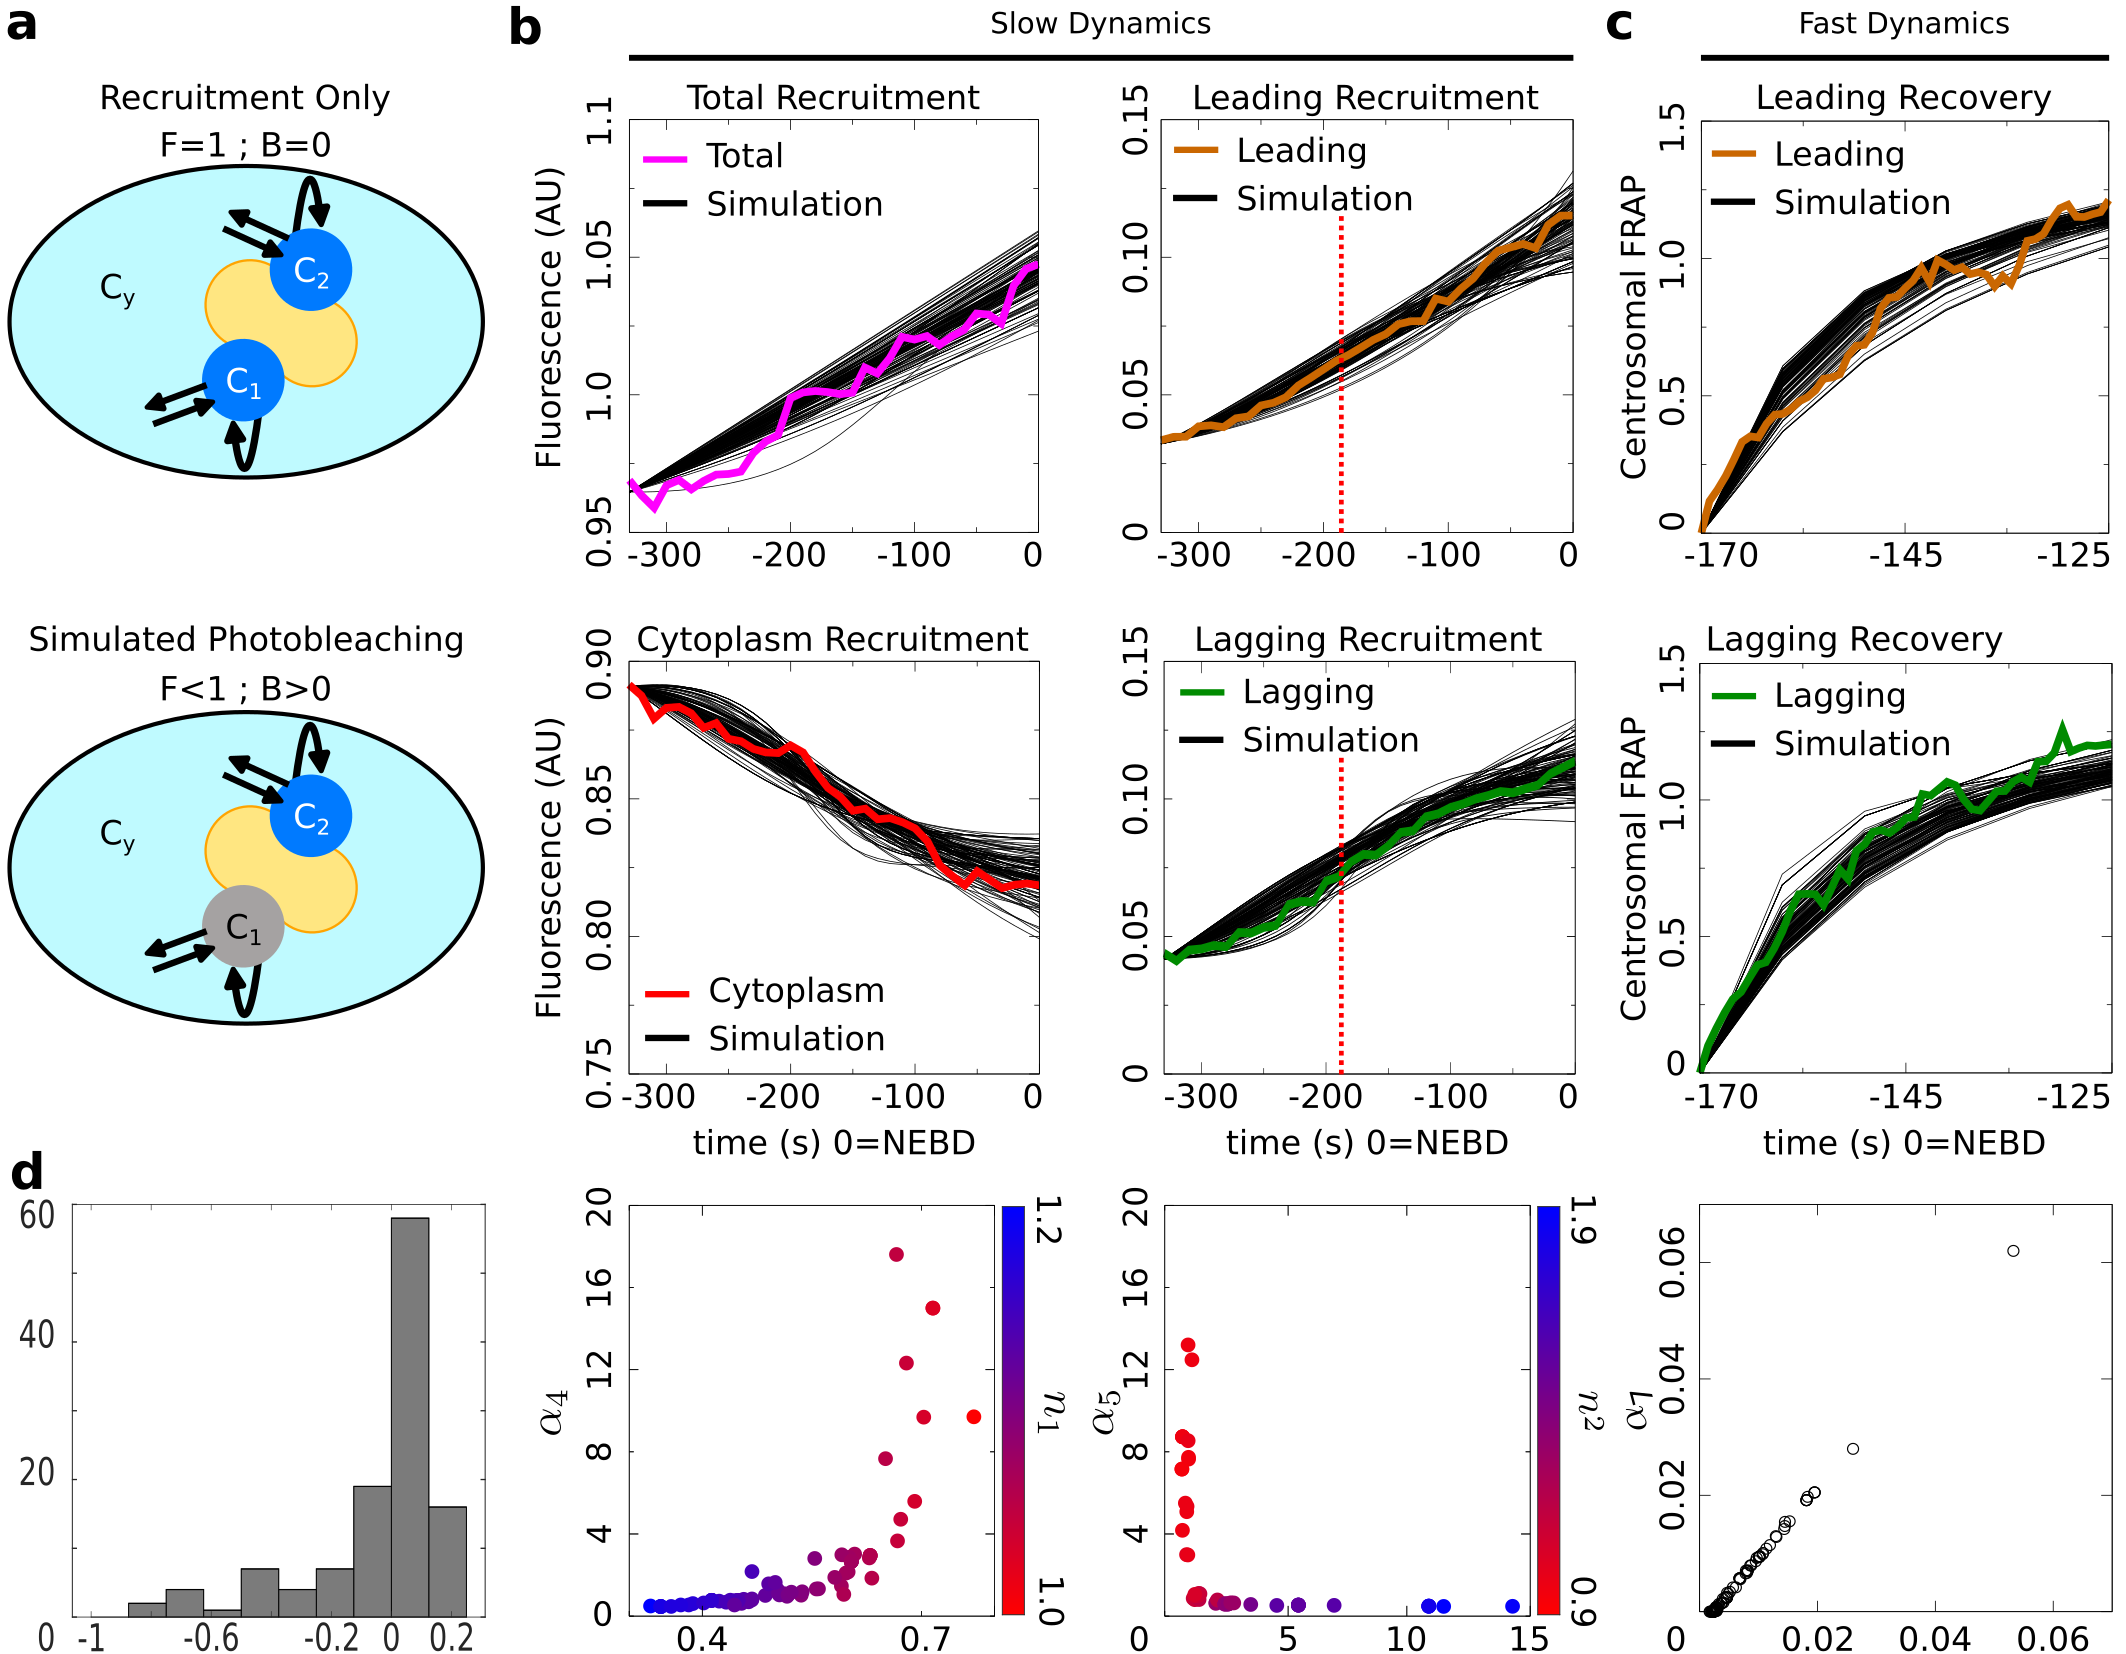 a
Recruitment Only
F=1 ; B=0
Cy
C2
C1
Simulated Photobleaching
F<1 ; B>0
Cy
C2
C1
b
Slow Dynamics
Total Recruitment
Total
Simulation
Fluorescence (AU)
1.1
1.05
1.0
0.95
-300
-200
-100
0
Leading Recruitment
Leading
Simulation
0.15
0.10
0.05
0
-300
-200
-100
0
Cytoplasm Recruitment
Cytoplasm
Simulation
Fluorescence (AU)
0.90
0.85
0.80
0.75
-300
-200
-100
0
time (s) 0=NEBD
Lagging Recruitment
Lagging
Simulation
0.15
0.10
0.05
0
-300
-200
-100
0
time (s) 0=NEBD
c
Fast Dynamics
Leading Recovery
Leading
Simulation
Centrosomal FRAP
1.5
1.0
0.5
0
-170
-145
-125
Lagging Recovery
Lagging
Simulation
Centrosomal FRAP
1.5
1.0
0.5
0
-170
-145
-125
time (s) 0=NEBD
d
60
40
20
0
-1
-0.6
-0.2
0
0.2
α4
20
16
12
8
4
0
0.4
0.7
1.2
n1
1.0
α5
20
16
12
8
4
0
5
10
15
1.9
n2
0.9
α7
0.06
0.04
0.02
0
0.02
0.04
0.06